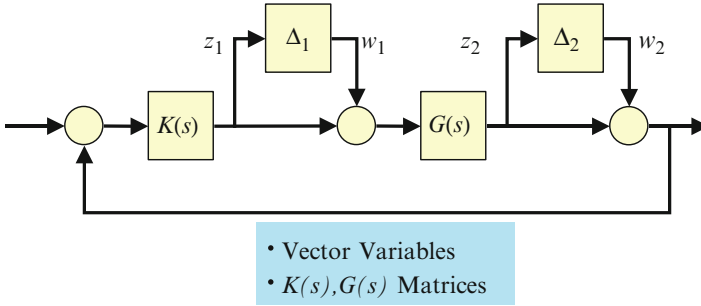 z₁ Δ₁ w₁ z₂ Δ₂ w₂
K(s) G(s)
• Vector Variables
• K(s),G(s) Matrices